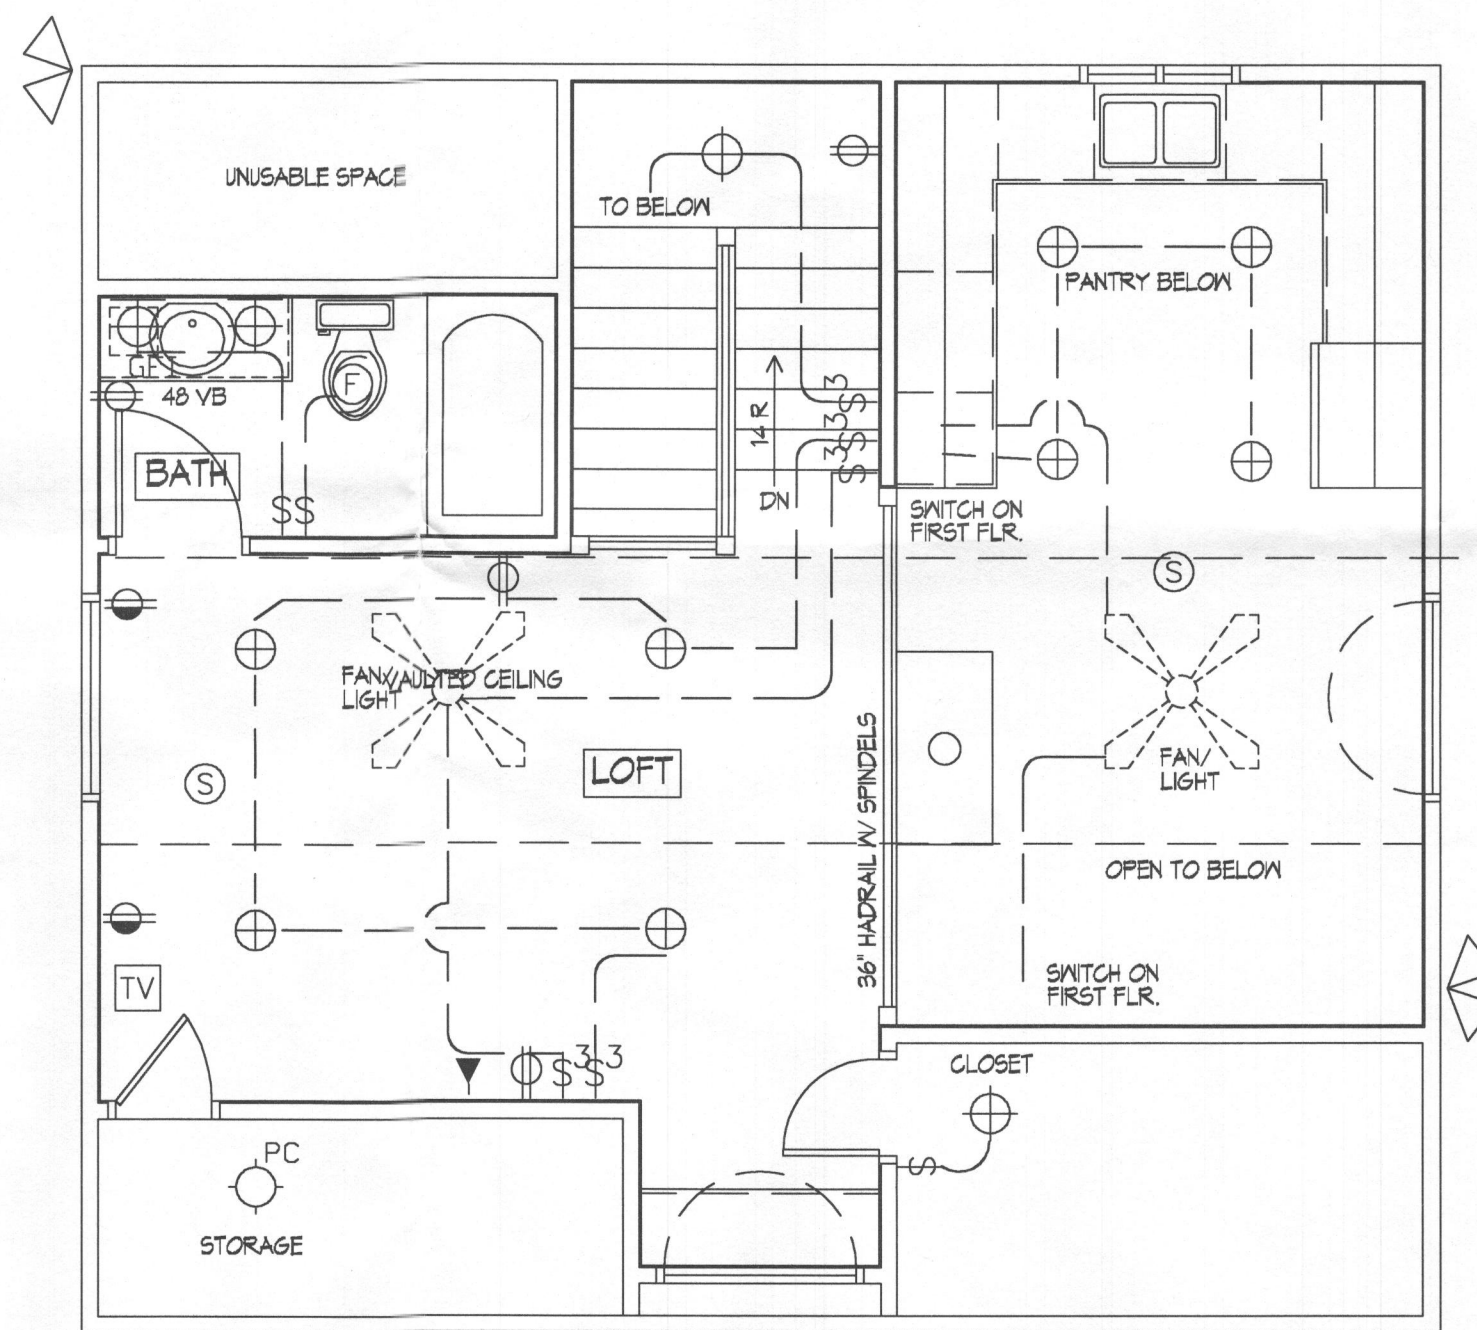 UNUSABLE SPACE
TO BELOW
PANTRY BELOW
GFI
48 VB
F
BATH
SS
14 R
DN
S3
S3
S3
SWITCH ON
FIRST FLR.
S
FAN/
LIGHT
VAULTED CEILING
LOFT
S
36" HADRAIL W/ SPINDELS
FAN/
LIGHT
OPEN TO BELOW
SWITCH ON
FIRST FLR.
TV
S3
S3
CLOSET
S
PC
STORAGE